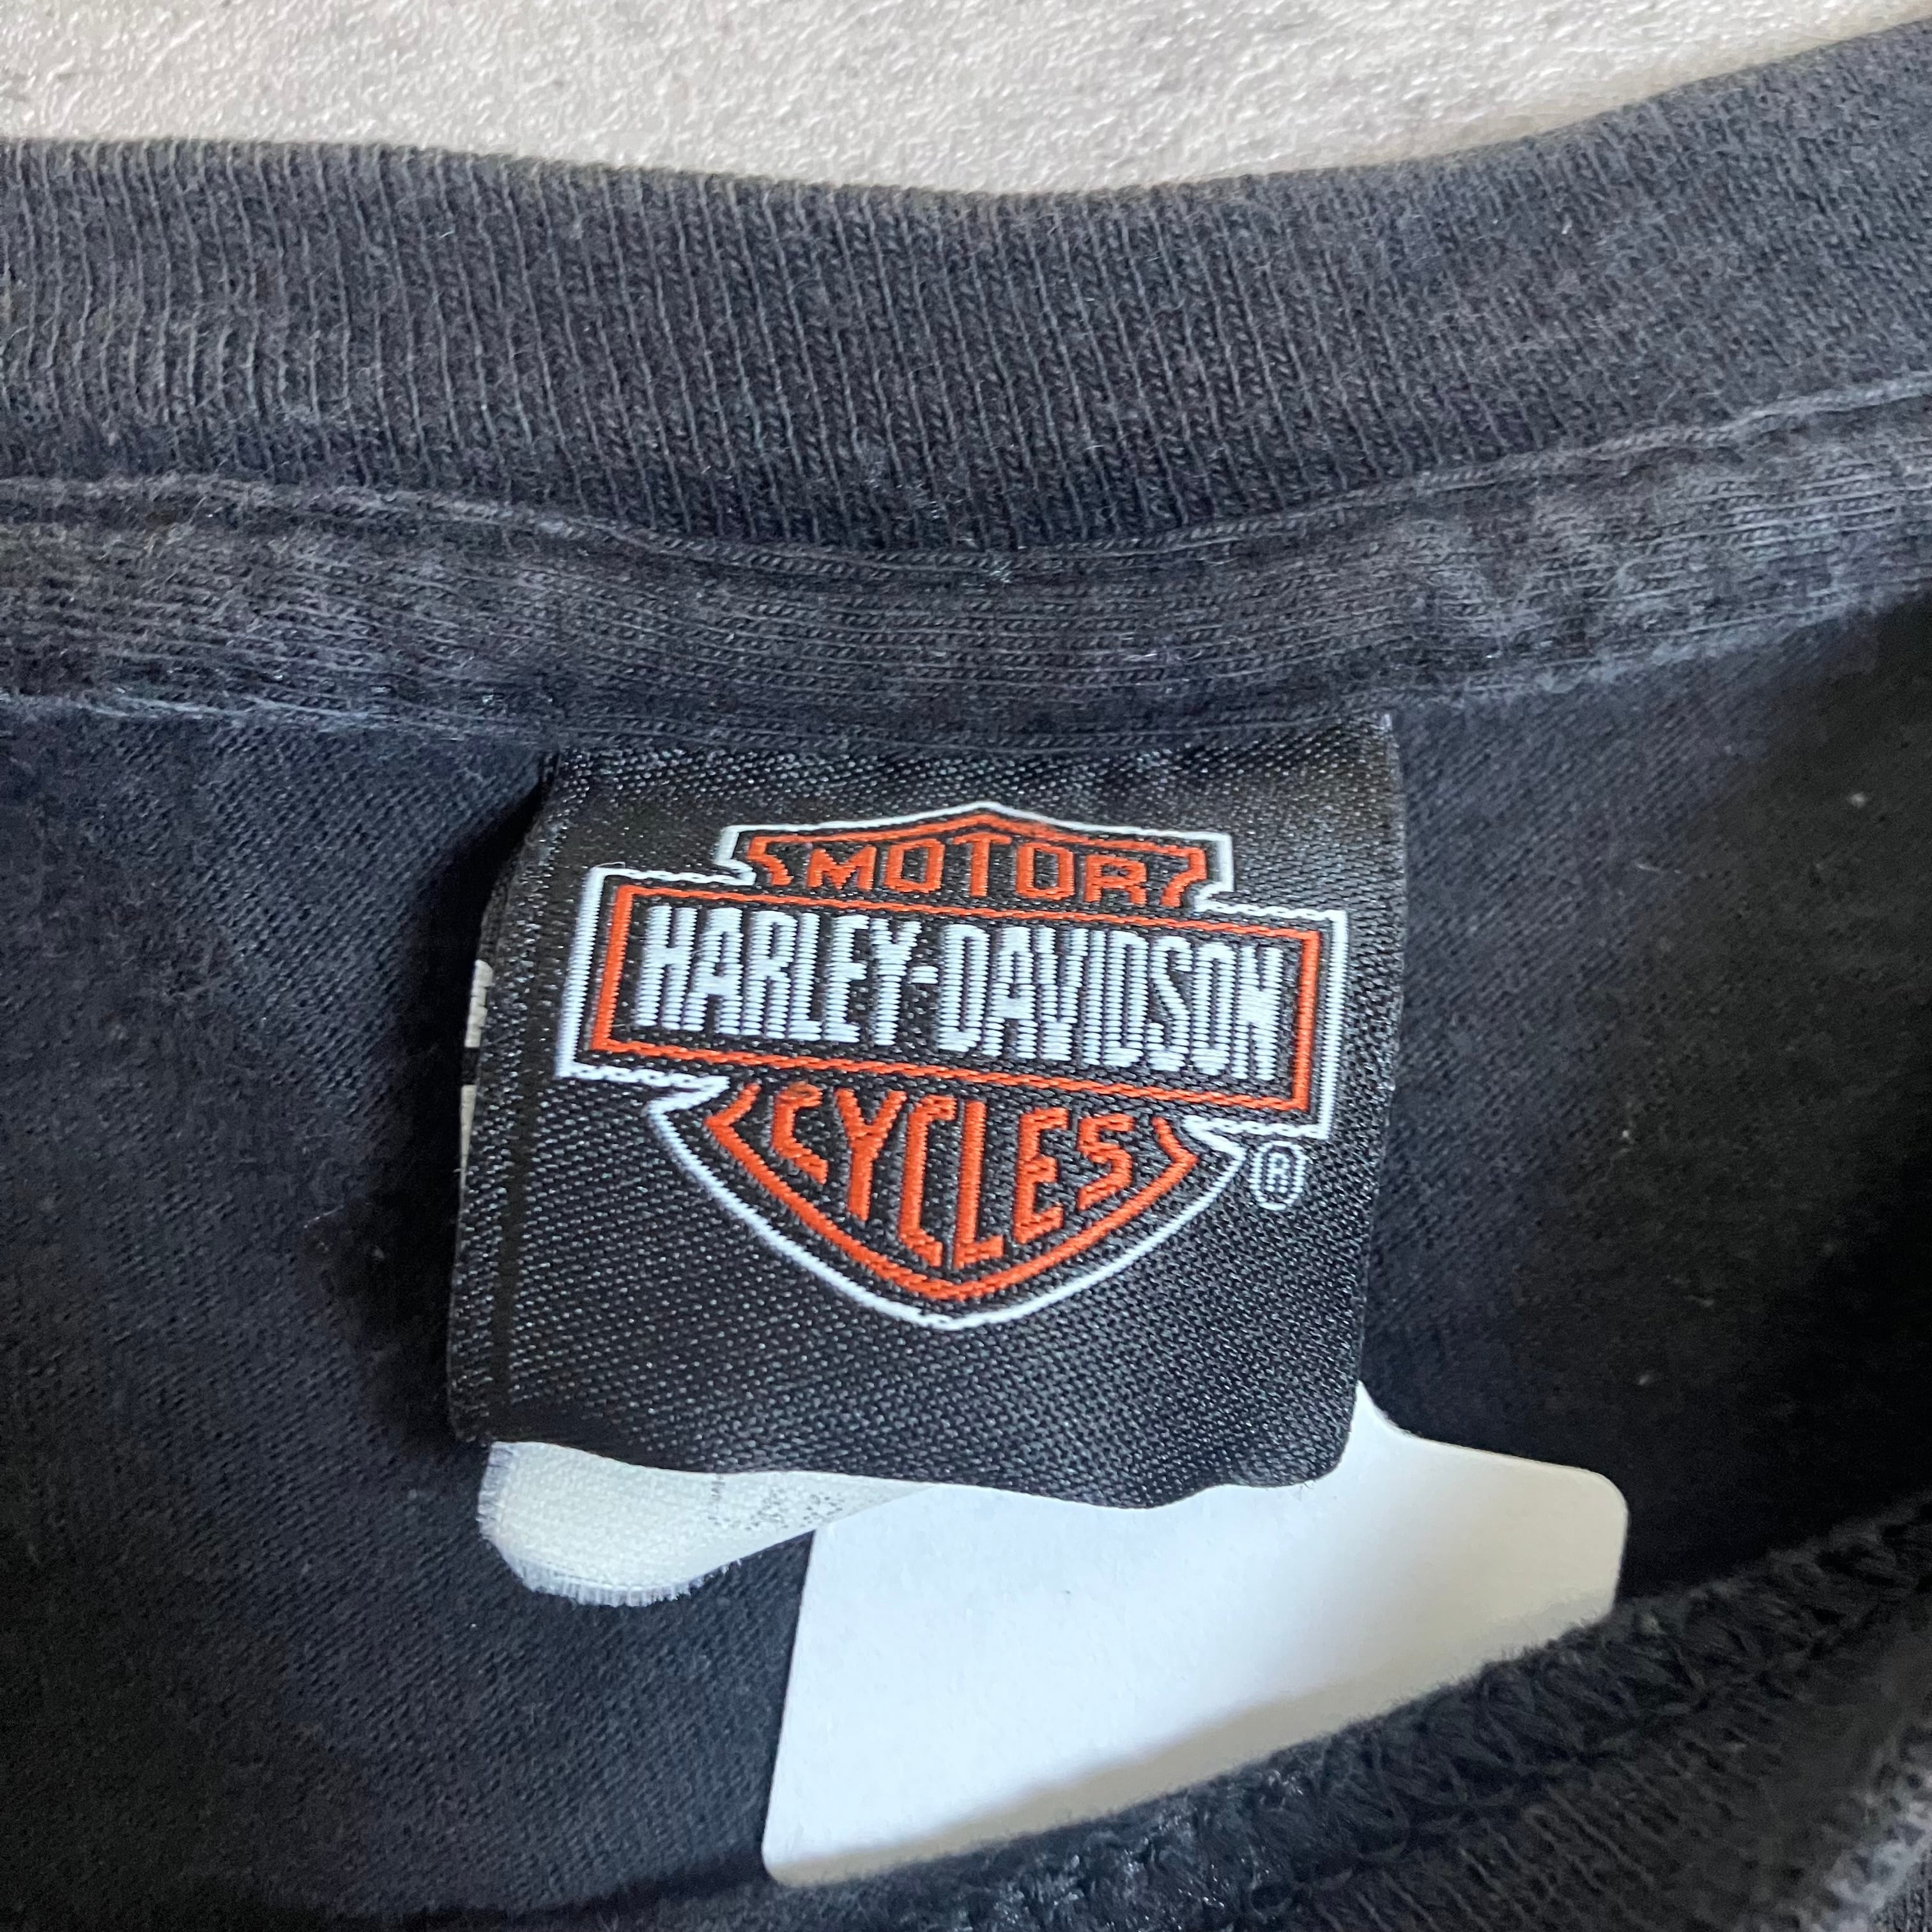 MOTOR
HARLEY-DAVIDSON
CYCLES
®